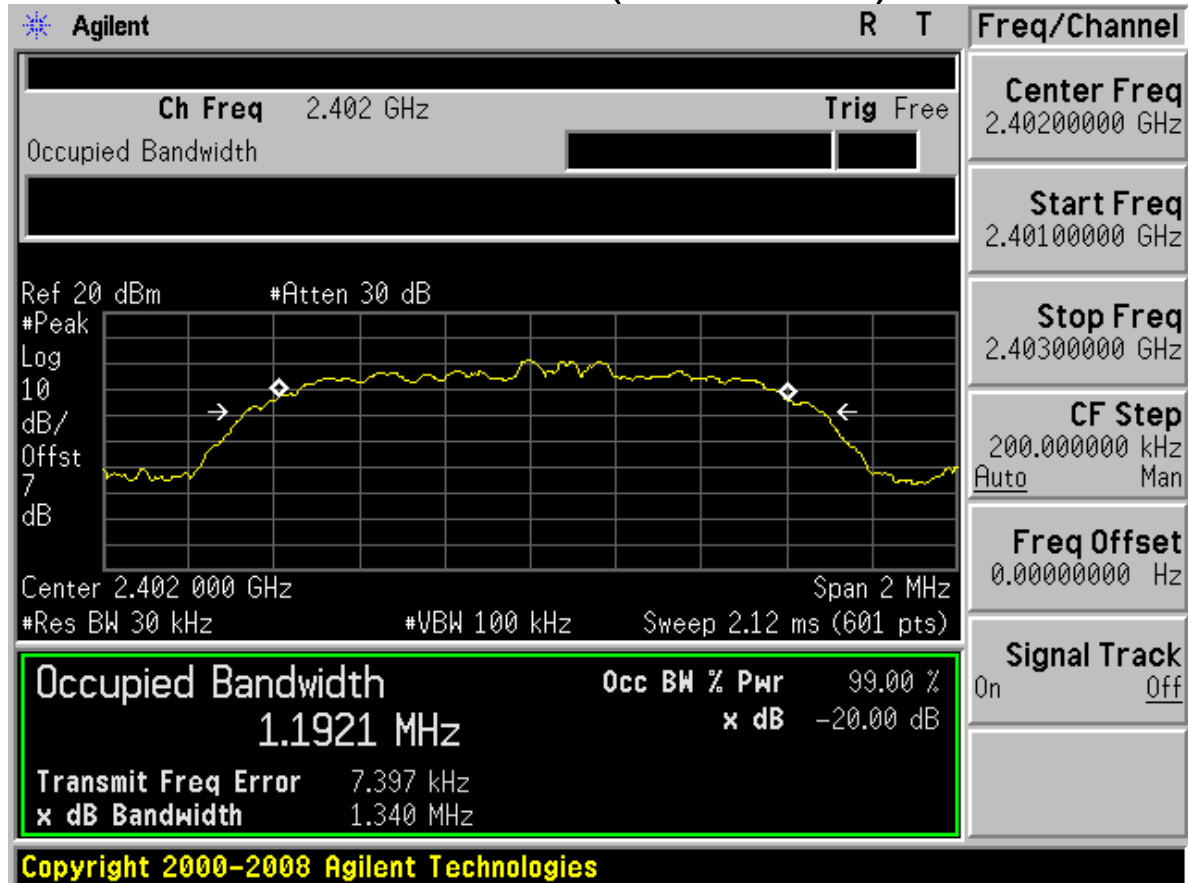 Agilent R T Freq/Channel
Ch Freq 2.402 GHz Trig Free
Occupied Bandwidth
Center Freq
2.40200000 GHz
Start Freq
2.40100000 GHz
Stop Freq
2.40300000 GHz
CF Step
200.000000 kHz
Auto Man
Freq Offset
0.00000000 Hz
Signal Track
On Off
Ref 20 dBm #Atten 30 dB
#Peak
Log
10
dB/
Offst
7
dB
Center 2.402 000 GHz Span 2 MHz
#Res BW 30 kHz #VBW 100 kHz Sweep 2.12 ms (601 pts)
Occupied Bandwidth Occ BW % Pwr 99.00 %
1.1921 MHz x dB -20.00 dB
Transmit Freq Error 7.397 kHz
x dB Bandwidth 1.340 MHz
Copyright 2000-2008 Agilent Technologies